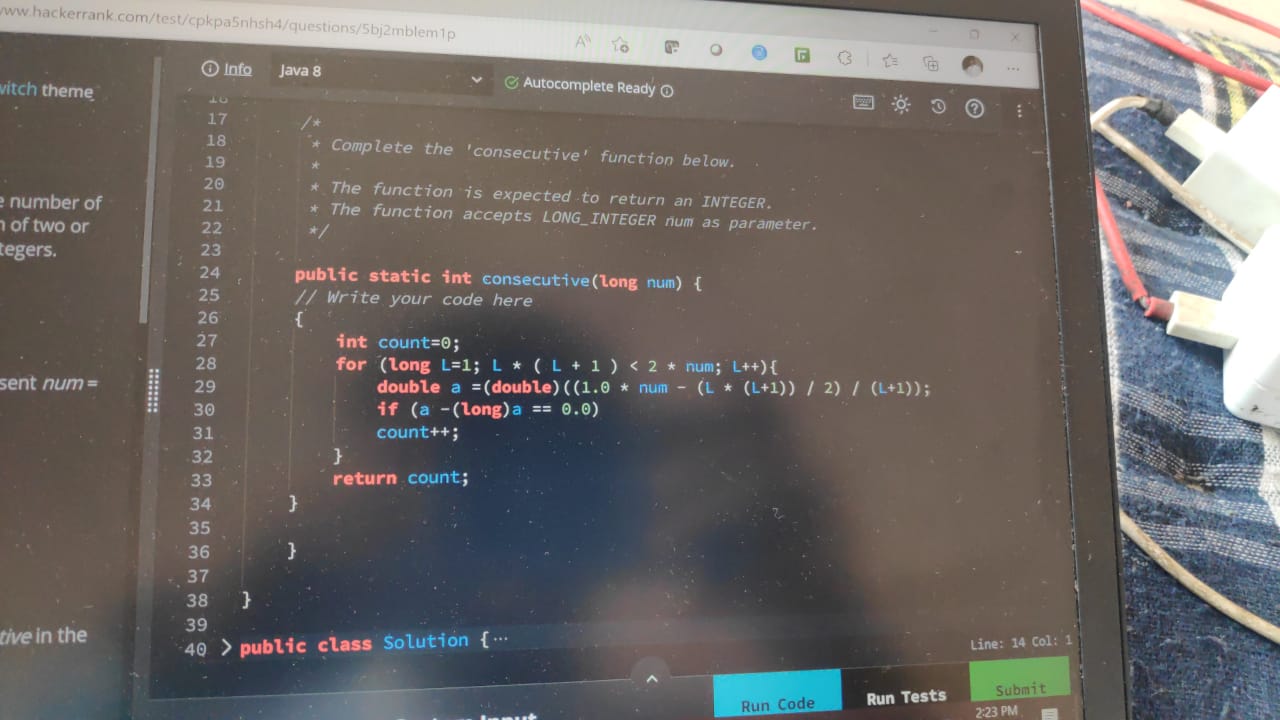 www.hackerrank.com/test/cpkpa5nhsh4/questions/5bj2mblem1p
Info
Java 8
Autocomplete Ready
witch theme
e number of
n of two or
tegers.
sent num =
tive in the
17 /*
18 * Complete the 'consecutive' function below.
19 *
20 * The function is expected to return an INTEGER.
21 * The function accepts LONG_INTEGER num as parameter.
22 */
23
24 public static int consecutive(long num) {
25 // Write your code here
26 {
27 int count=0;
28 for (long L=1; L * ( L + 1 ) < 2 * num; L++){
29 double a =(double)((1.0 * num - (L * (L+1)) / 2) / (L+1));
30 if (a -(long)a == 0.0)
31 count++;
32 }
33 return count;
34 }
35
36 }
37
38 }
39
40 > public class Solution {⋯
Line: 14 Col: 1
Run Code
Run Tests
Submit
2:23 PM